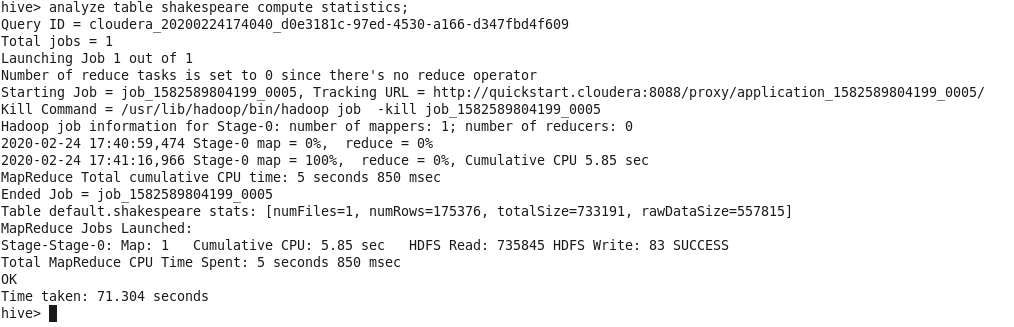 hive> analyze table shakespeare compute statistics;
Query ID = cloudera_20200224174040_d0e3181c-97ed-4530-a166-d347fbd4f609
Total jobs = 1
Launching Job 1 out of 1
Number of reduce tasks is set to 0 since there's no reduce operator
Starting Job = job_1582589804199_0005, Tracking URL = http://quickstart.cloudera:8088/proxy/application_1582589804199_0005/
Kill Command = /usr/lib/hadoop/bin/hadoop job  -kill job_1582589804199_0005
Hadoop job information for Stage-0: number of mappers: 1; number of reducers: 0
2020-02-24 17:40:59,474 Stage-0 map = 0%,  reduce = 0%
2020-02-24 17:41:16,966 Stage-0 map = 100%,  reduce = 0%, Cumulative CPU 5.85 sec
MapReduce Total cumulative CPU time: 5 seconds 850 msec
Ended Job = job_1582589804199_0005
Table default.shakespeare stats: [numFiles=1, numRows=175376, totalSize=733191, rawDataSize=557815]
MapReduce Jobs Launched:
Stage-Stage-0: Map: 1   Cumulative CPU: 5.85 sec   HDFS Read: 735845 HDFS Write: 83 SUCCESS
Total MapReduce CPU Time Spent: 5 seconds 850 msec
OK
Time taken: 71.304 seconds
hive>